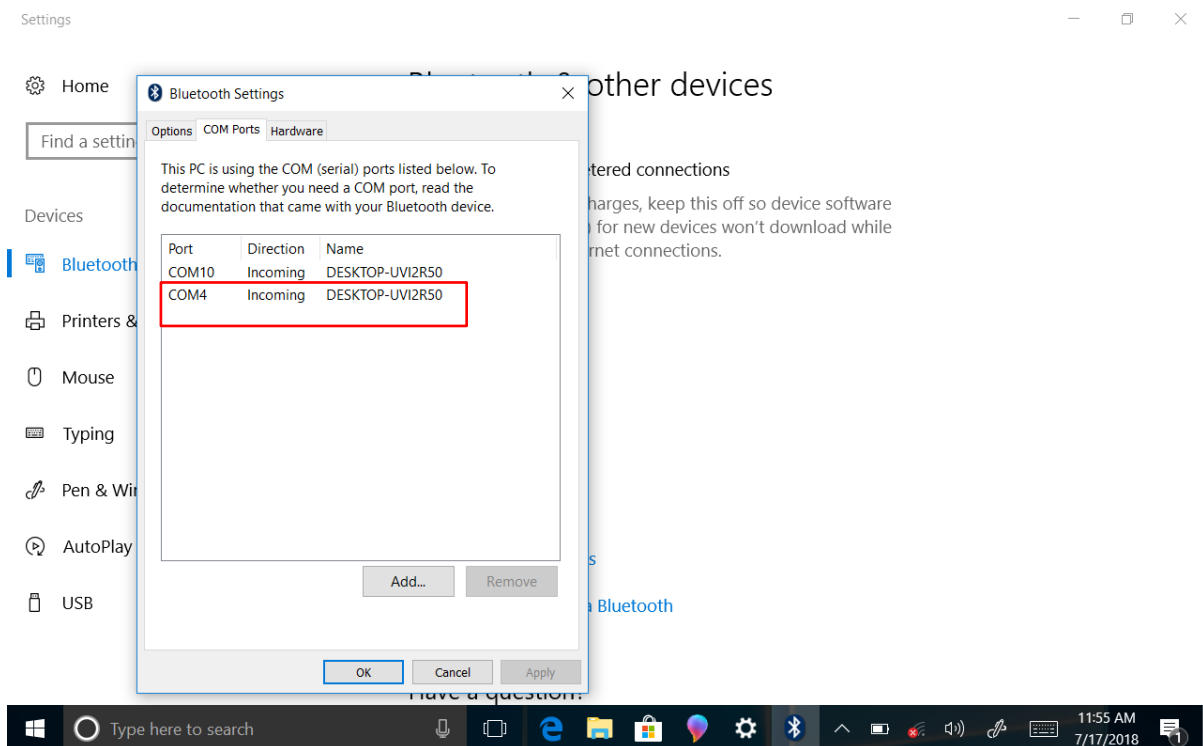 Settings
Home
Find a settin
Devices
Bluetooth
Printers &
Mouse
Typing
Pen & Wi
AutoPlay
USB
other devices
etered connections
harges, keep this off so device software
) for new devices won't download while
rnet connections.
s
a Bluetooth
Have a question?
Bluetooth Settings
Options COM Ports Hardware
This PC is using the COM (serial) ports listed below. To
determine whether you need a COM port, read the
documentation that came with your Bluetooth device.
Port Direction Name
COM10 Incoming DESKTOP-UVI2R50
COM4 Incoming DESKTOP-UVI2R50
Add... Remove
OK Cancel Apply
Type here to search
11:55 AM
7/17/2018
1